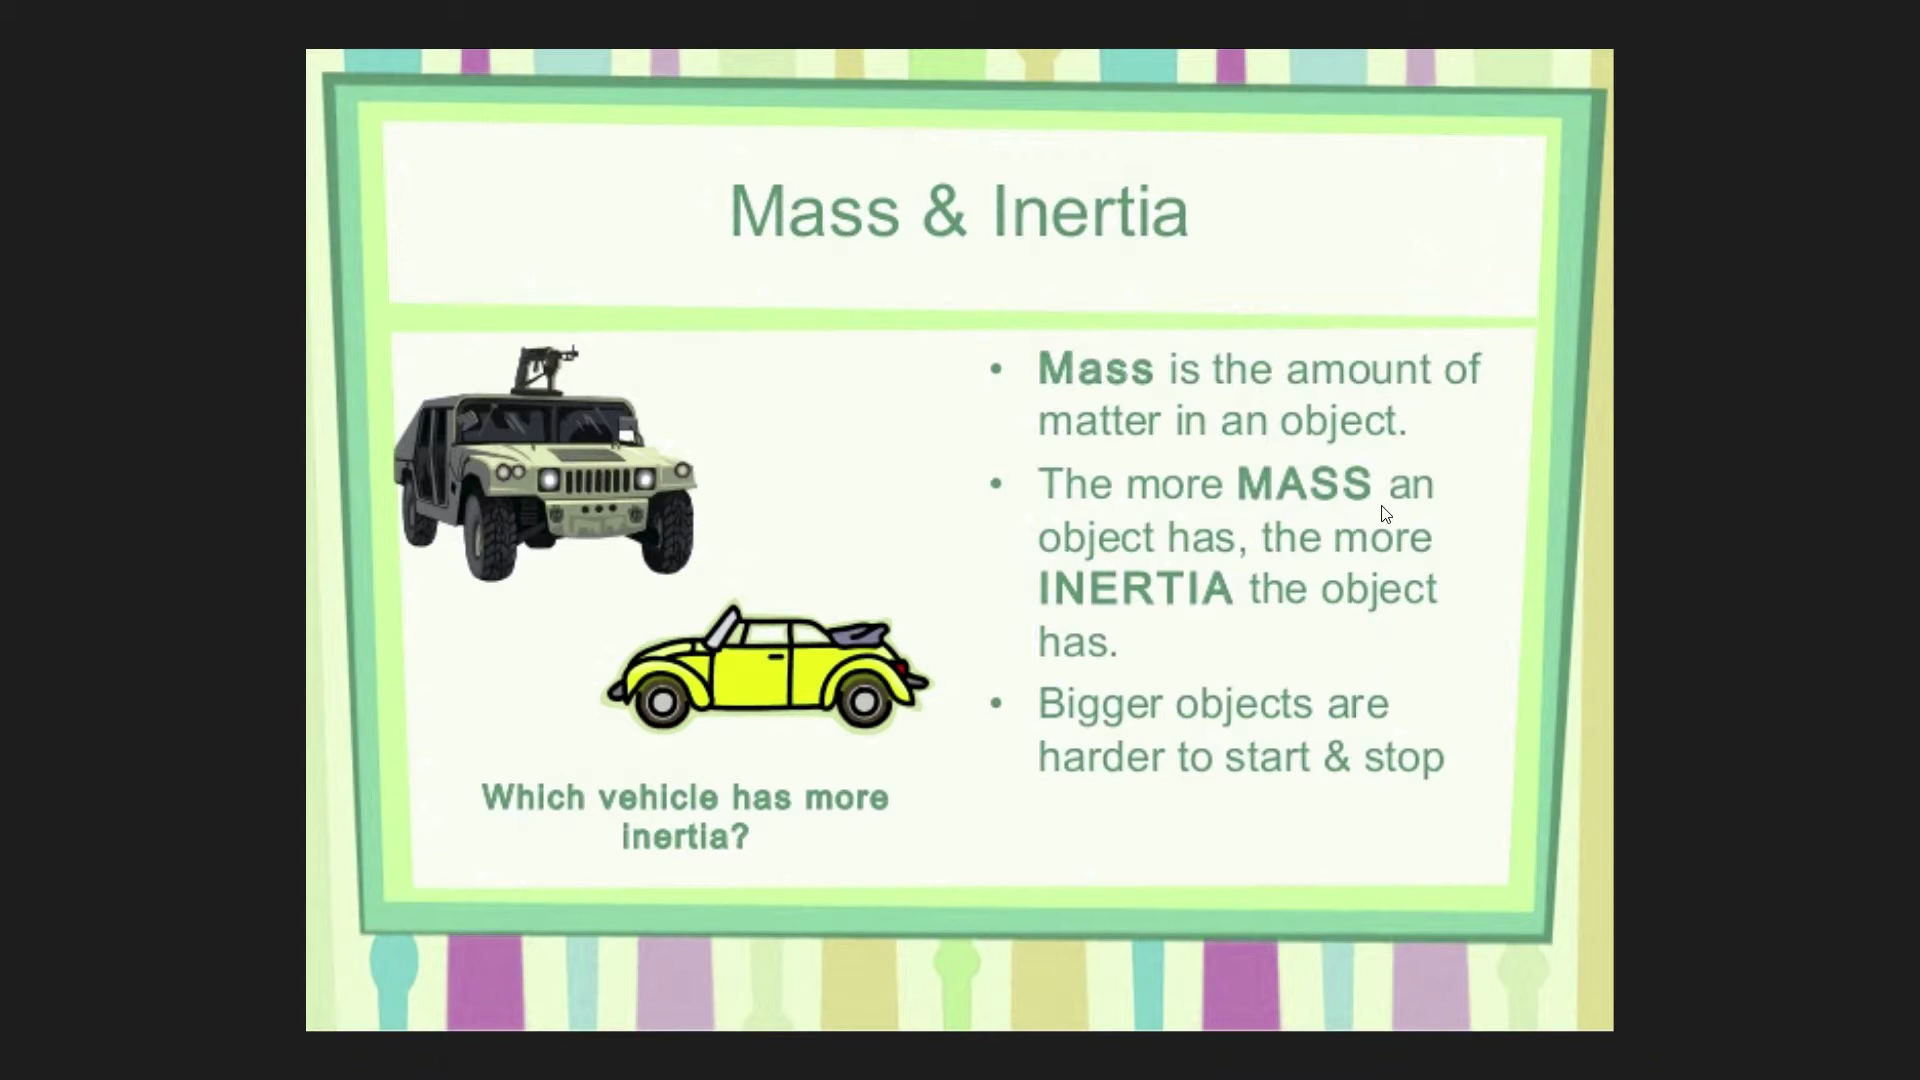 Mass & Inertia
• Mass is the amount of
matter in an object.
• The more MASS an
object has, the more
INERTIA the object
has.
• Bigger objects are
harder to start & stop
Which vehicle has more
inertia?